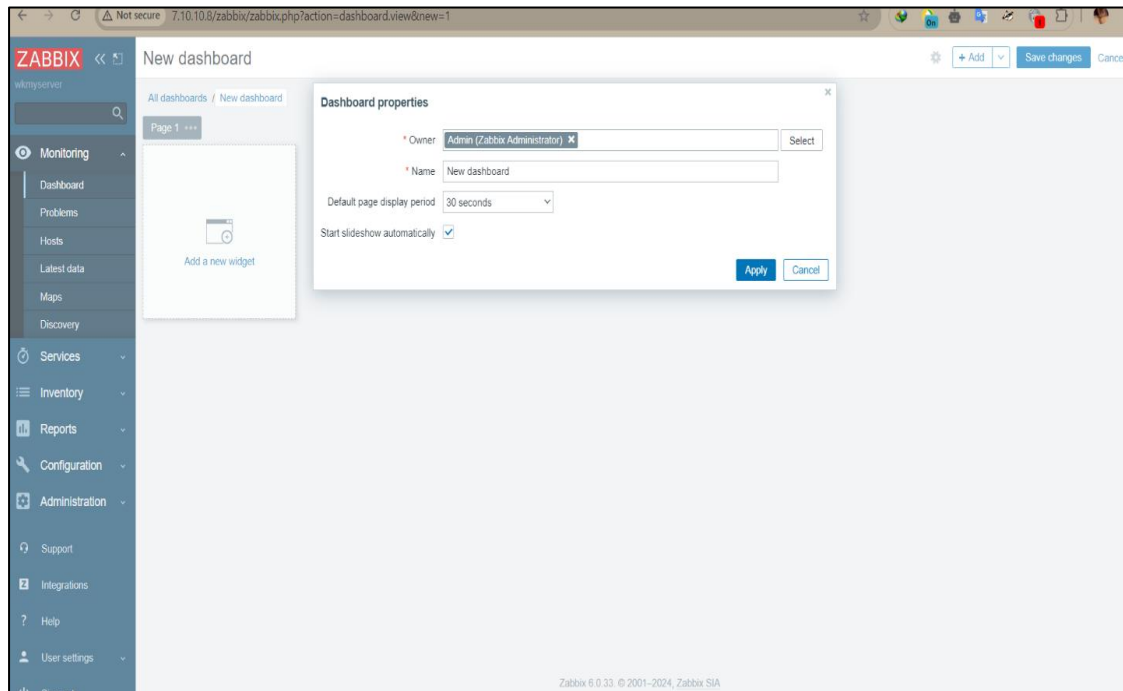 Not secure 7.10.10.8/zabbix/zabbix.php?action=dashboard.view&new=1
On
ZABBIX
wkmyserver
Monitoring
Dashboard
Problems
Hosts
Latest data
Maps
Discovery
Services
Inventory
Reports
Configuration
Administration
Support
Integrations
Help
User settings
New dashboard
+ Add
Save changes
Cance
All dashboards / New dashboard
Page 1
Add a new widget
Dashboard properties
* Owner Admin (Zabbix Administrator) Select
* Name New dashboard
Default page display period 30 seconds
Start slideshow automatically
Apply Cancel
Zabbix 6.0.33. © 2001–2024, Zabbix SIA